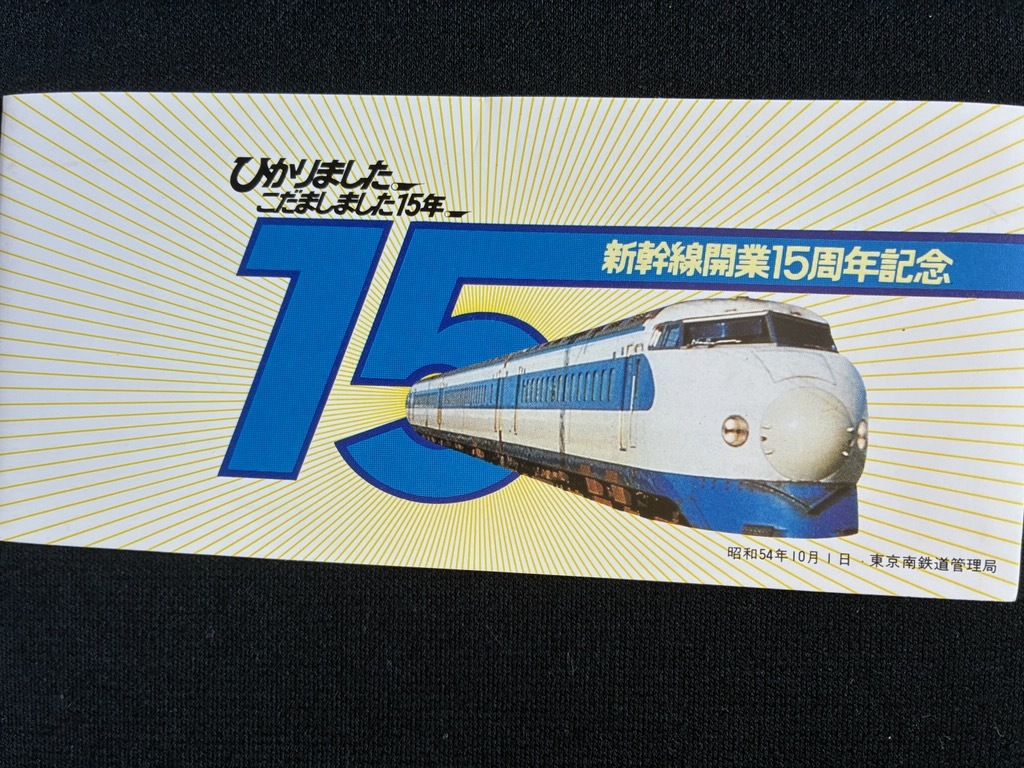 ひかりました。
こだましました15年。
15
新幹線開業15周年記念
昭和54年10月1日・東京南鉄道管理局